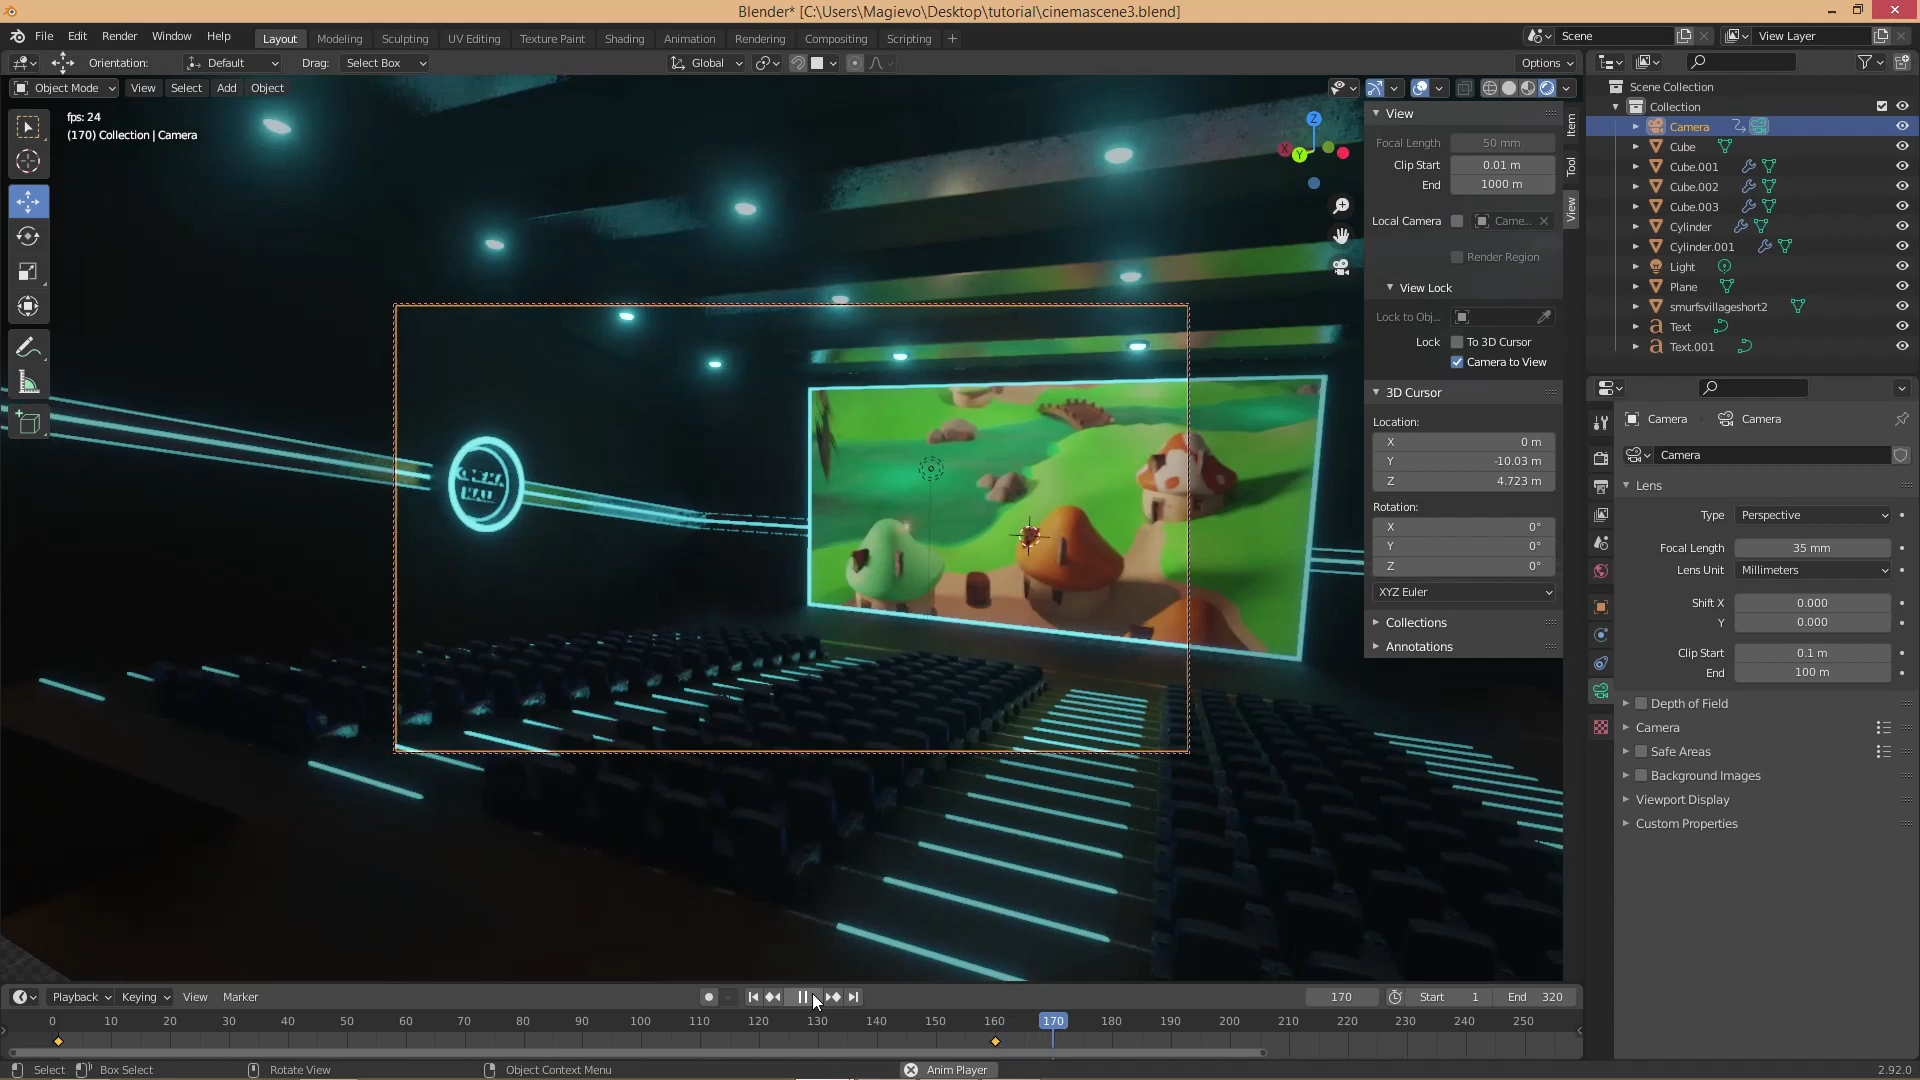 Blender* [C:\Users\Magievo\Desktop\tutorial\cinemascene3.blend]
File Edit Render Window Help
Layout Modeling Sculpting UV Editing Texture Paint Shading Animation Rendering Compositing Scripting +
Scene
View Layer
Orientation: Default Drag: Select Box
Global
Options
Object Mode View Select Add Object
fps: 24
(170) Collection | Camera
X Y Z
CINEMA
HALL
View
Focal Length 50 mm
Clip Start 0.01 m
End 1000 m
Local Camera Came...
Render Region
View Lock
Lock to Obj...
Lock To 3D Cursor
Camera to View
3D Cursor
Location:
X 0 m
Y -10.03 m
Z 4.723 m
Rotation:
X 0°
Y 0°
Z 0°
XYZ Euler
Collections
Annotations
Item
Tool
View
Scene Collection
Collection
Camera
Cube
Cube.001
Cube.002
Cube.003
Cylinder
Cylinder.001
Light
Plane
smurfsvillageshort2
Text
Text.001
Camera Camera
Camera
Lens
Type Perspective
Focal Length 35 mm
Lens Unit Millimeters
Shift X 0.000
Y 0.000
Clip Start 0.1 m
End 100 m
Depth of Field
Camera
Safe Areas
Background Images
Viewport Display
Custom Properties
Playback Keying View Marker
170 Start 1 End 320
0 10 20 30 40 50 60 70 80 90 100 110 120 130 140 150 160 170 180 190 200 210 220 230 240 250
Select Box Select Rotate View Object Context Menu Anim Player 2.92.0